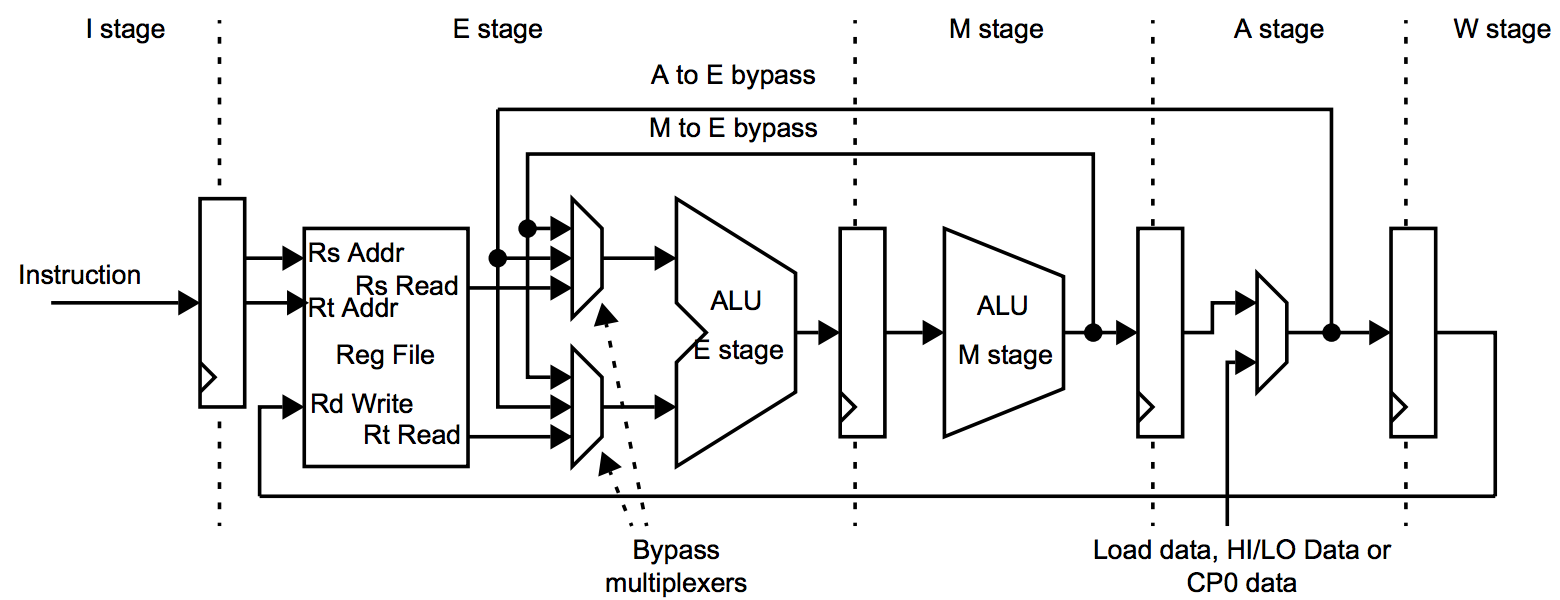 I stage
E stage
M stage
A stage
W stage
A to E bypass
M to E bypass
Instruction
Rs Addr
Rs Read
Rt Addr
Reg File
Rd Write
Rt Read
ALU
E stage
ALU
M stage
Bypass
multiplexers
Load data, HI/LO Data or
CP0 data